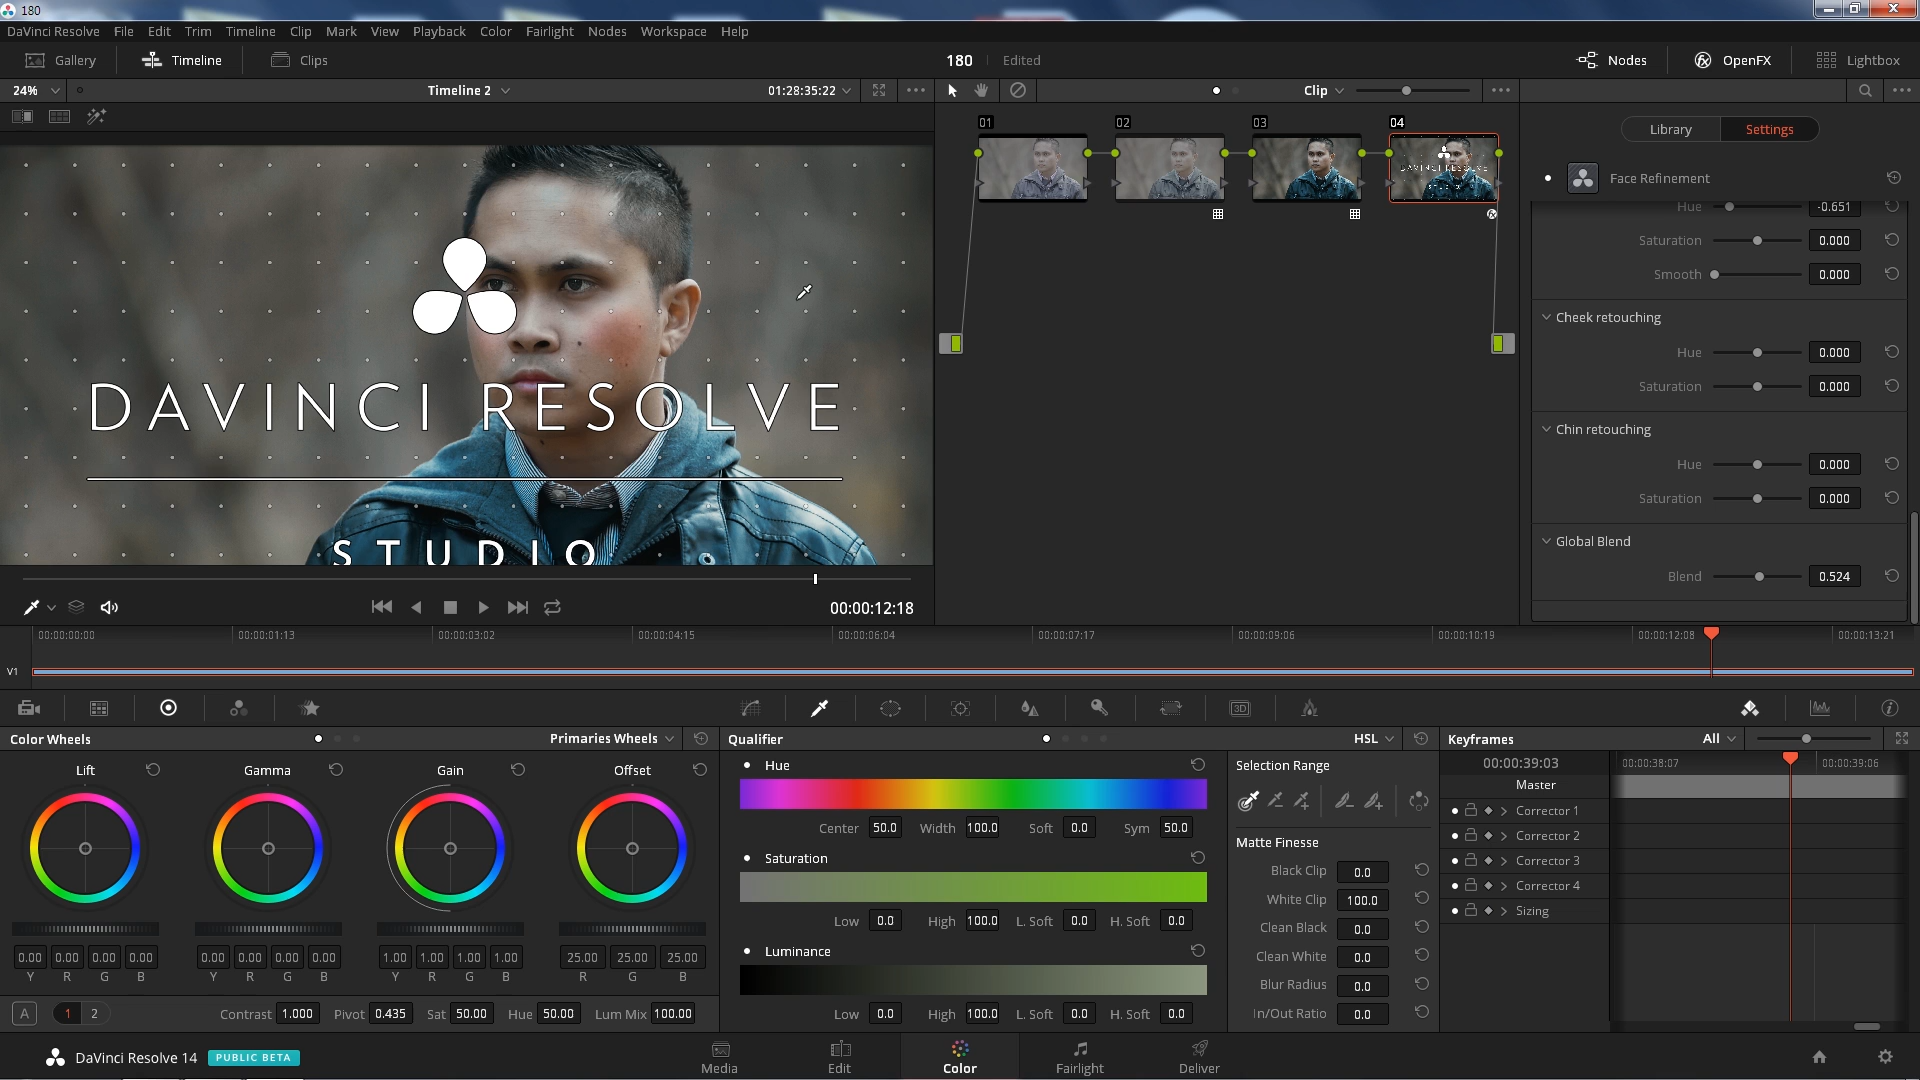 180
DaVinci Resolve File Edit Trim Timeline Clip Mark View Playback Color Fairlight Nodes Workspace Help
Gallery Timeline Clips 180 Edited Nodes OpenFX Lightbox
24% Timeline 2 01:28:35:22 Clip
Library Settings
01 02 03 04
Face Refinement
Hue -0.651
Saturation 0.000
Smooth 0.000
Cheek retouching
Hue 0.000
Saturation 0.000
Chin retouching
Hue 0.000
Saturation 0.000
Global Blend
Blend 0.524
DAVINCI RESOLVE
STUDIO
00:00:12:18
00:00:00:00 00:00:01:13 00:00:03:02 00:00:04:15 00:00:06:04 00:00:07:17 00:00:09:06 00:00:10:19 00:00:12:08 00:00:13:21
V1
Color Wheels Primaries Wheels
Lift Gamma Gain Offset
0.00 0.00 0.00 0.00 0.00 0.00 0.00 0.00 1.00 1.00 1.00 1.00 25.00 25.00 25.00
Y R G B Y R G B Y R G B R G B
A 1 2 Contrast 1.000 Pivot 0.435 Sat 50.00 Hue 50.00 Lum Mix 100.00
Qualifier HSL
Hue
Center 50.0 Width 100.0 Soft 0.0 Sym 50.0
Saturation
Low 0.0 High 100.0 L. Soft 0.0 H. Soft 0.0
Luminance
Low 0.0 High 100.0 L. Soft 0.0 H. Soft 0.0
Selection Range
Matte Finesse
Black Clip 0.0
White Clip 100.0
Clean Black 0.0
Clean White 0.0
Blur Radius 0.0
In/Out Ratio 0.0
Keyframes All
00:00:39:03 00:00:38:07 00:00:39:06
Master
Corrector 1
Corrector 2
Corrector 3
Corrector 4
Sizing
DaVinci Resolve 14 PUBLIC BETA
Media Edit Color Fairlight Deliver